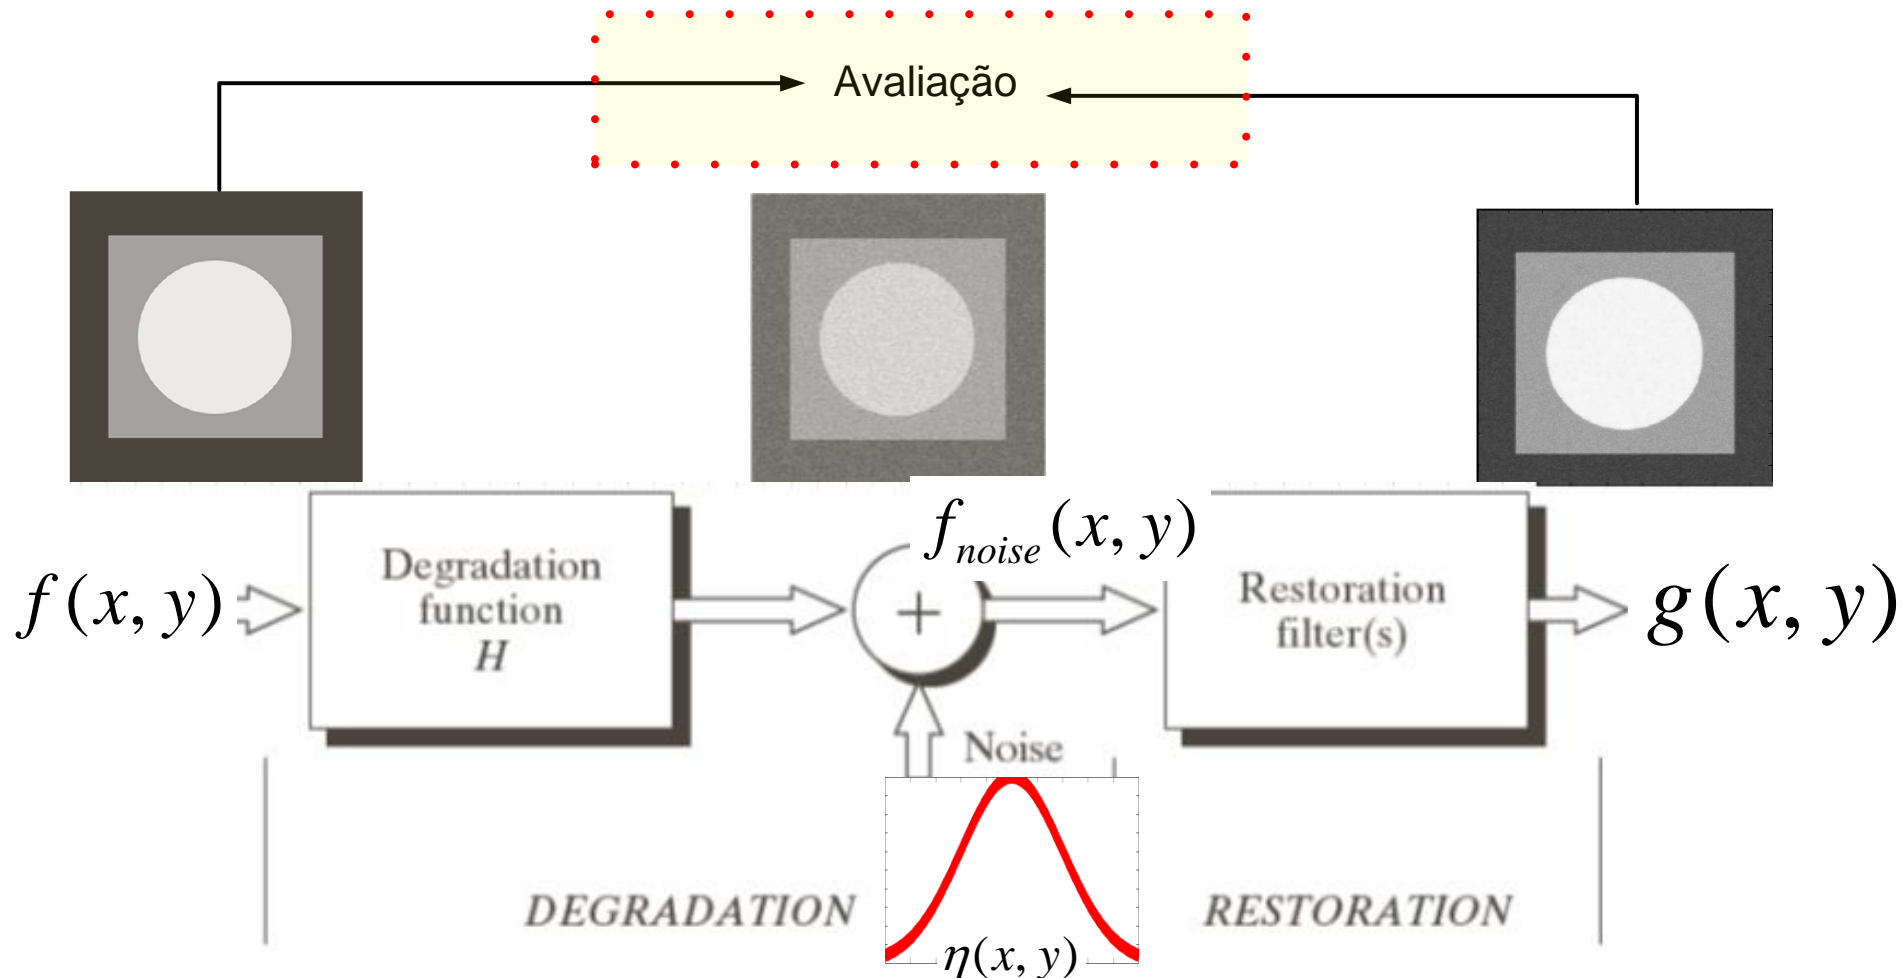 Avaliação
f(x, y)
Degradation
function
H
+
f_noise(x, y)
Restoration
filter(s)
g(x, y)
Noise
η(x, y)
DEGRADATION
RESTORATION